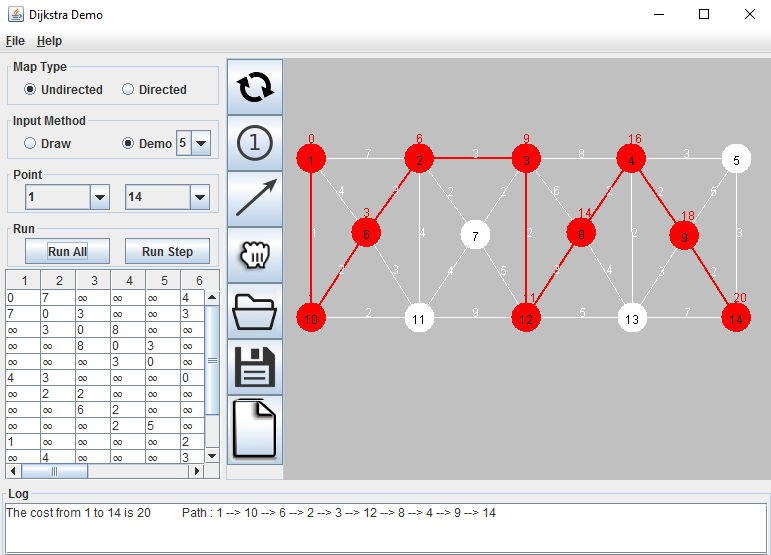 Dijkstra Demo
File Help
Map Type
Undirected Directed
Input Method
Draw Demo 5
Point
1 14
Run
Run All Run Step
1 2 3 4 5 6
0 7 ∞ ∞ ∞ 4
7 0 3 ∞ ∞ 3
∞ 3 0 8 ∞ ∞
∞ ∞ 8 0 3 ∞
∞ ∞ ∞ 3 0 ∞
4 3 ∞ ∞ ∞ 0
∞ 2 2 ∞ ∞ ∞
∞ ∞ 6 2 ∞ ∞
∞ ∞ ∞ 2 5 ∞
1 ∞ ∞ ∞ ∞ 2
∞ 4 ∞ ∞ ∞ 3
1
0 6 9 16
1 7 2 3 3 8 4 3 5
4 2 2 6 2 2 5
3 14 18
1 6 4 7 2 8 2 9 3
2 3 5 3
11 20
10 2 11 9 12 5 13 7 14
Log
The cost from 1 to 14 is 20 Path : 1 --> 10 --> 6 --> 2 --> 3 --> 12 --> 8 --> 4 --> 9 --> 14